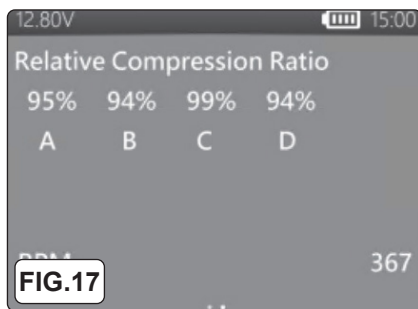 12.80V 15:00
Relative Compression Ratio
95% 94% 99% 94%
A B C D
367
FIG.17